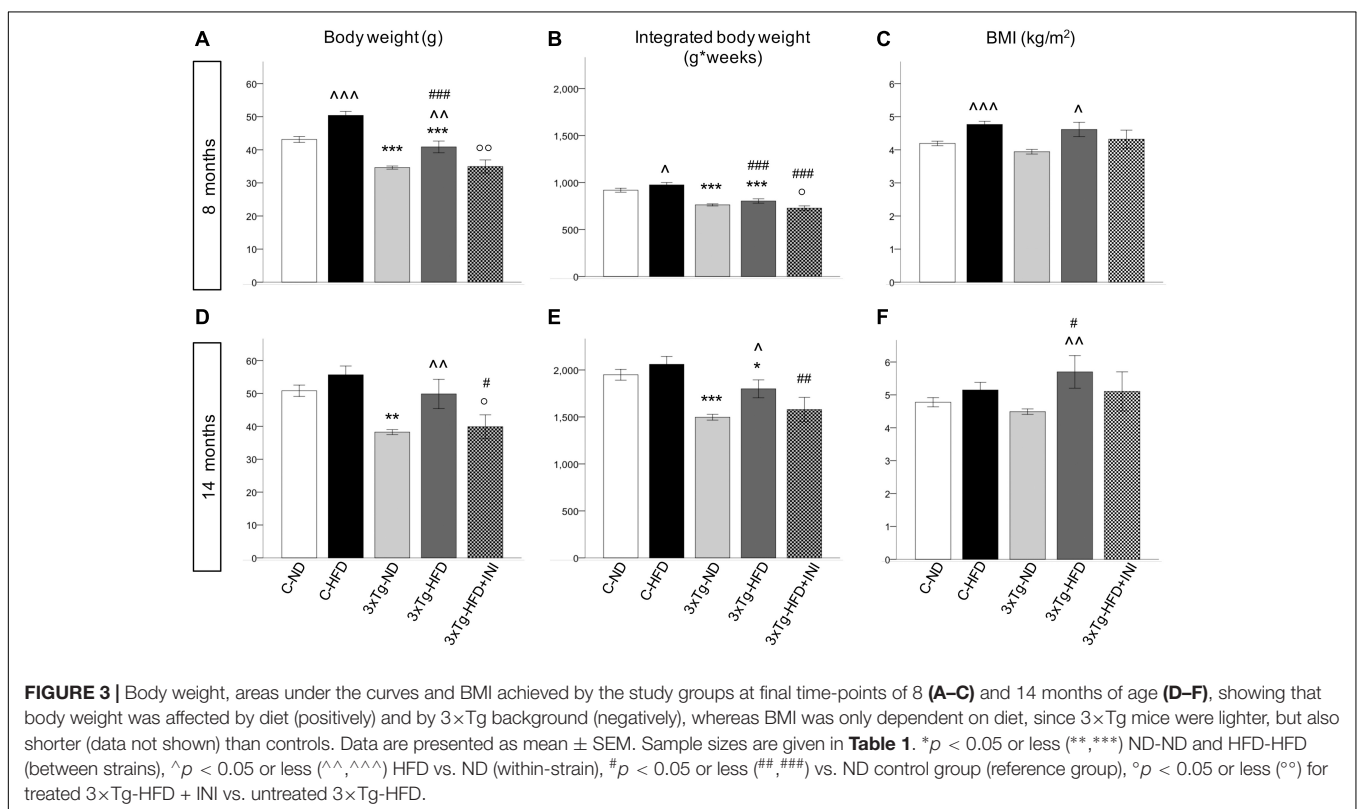 A Body weight (g)
B Integrated body weight
(g*weeks)
C BMI (kg/m²)
8 months
60
50
40
30
20
10
0
^^^
***
###
^^
***
°°
2,000
1,500
1,000
500
0
^
***
###
***
###
°
6
5
4
3
2
1
0
^^^
^
D
E
F
14 months
60
50
40
30
20
10
0
**
^^
#
°
2,000
1,500
1,000
500
0
***
^
*
##
6
5
4
3
2
1
0
#
^^
C-ND
C-HFD
3xTg-ND
3xTg-HFD
3xTg-HFD+INI
C-ND
C-HFD
3xTg-ND
3xTg-HFD
3xTg-HFD+INI
C-ND
C-HFD
3xTg-ND
3xTg-HFD
3xTg-HFD+INI
FIGURE 3 | Body weight, areas under the curves and BMI achieved by the study groups at final time-points of 8 (A–C) and 14 months of age (D–F), showing that
body weight was affected by diet (positively) and by 3×Tg background (negatively), whereas BMI was only dependent on diet, since 3×Tg mice were lighter, but also
shorter (data not shown) than controls. Data are presented as mean ± SEM. Sample sizes are given in Table 1. *p < 0.05 or less (**,***) ND-ND and HFD-HFD
(between strains), ^p < 0.05 or less (^^,^^^) HFD vs. ND (within-strain), #p < 0.05 or less (##,###) vs. ND control group (reference group), °p < 0.05 or less (°°) for
treated 3×Tg-HFD + INI vs. untreated 3×Tg-HFD.